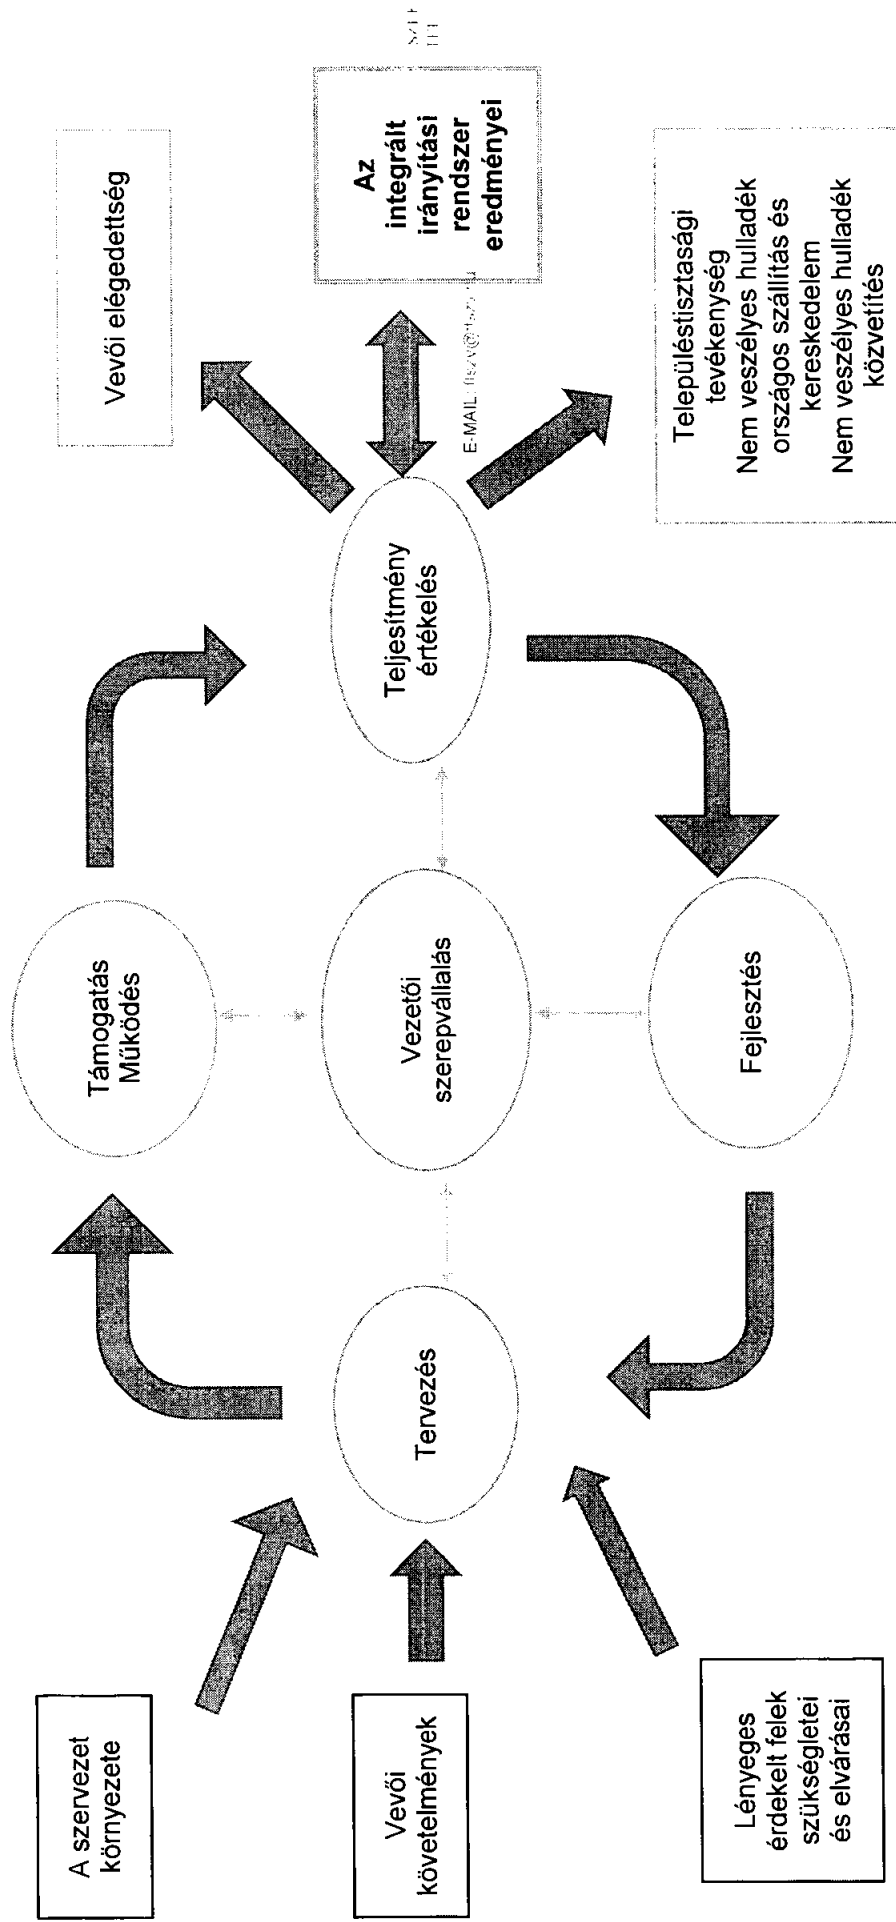 A szervezet
környezete
Vevői
követelmények
Lényeges
érdekelt felek
szükségletei
és elvárásai
Tervezés
Támogatás
Működés
Vezetői
szerepvállalás
Fejlesztés
Teljesítmény
értékelés
Vevői elégedettség
Az
integrált
irányítási
rendszer
eredményei
E-MAIL:
Településtisztasági
tevékenység
Nem veszélyes hulladék
országos szállítás és
kereskedelem
Nem veszélyes hulladék
közvetítés